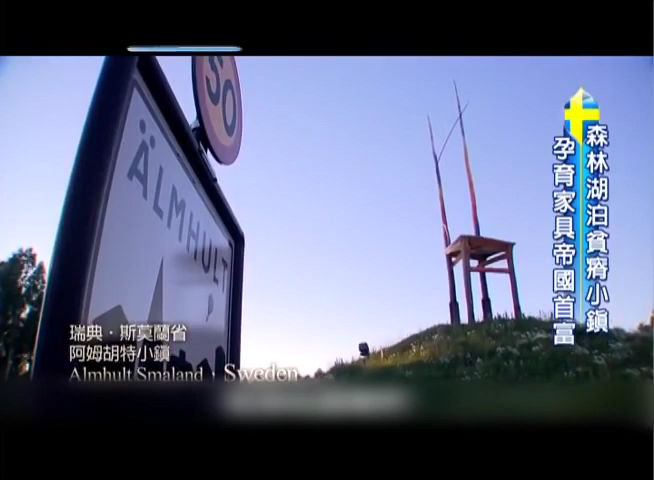 50
ÄLMHULT
森林湖泊貧瘠小鎮
孕育家具帝國首富
瑞典·斯莫蘭省
阿姆胡特小鎮
Almhult Smaland · Sweden